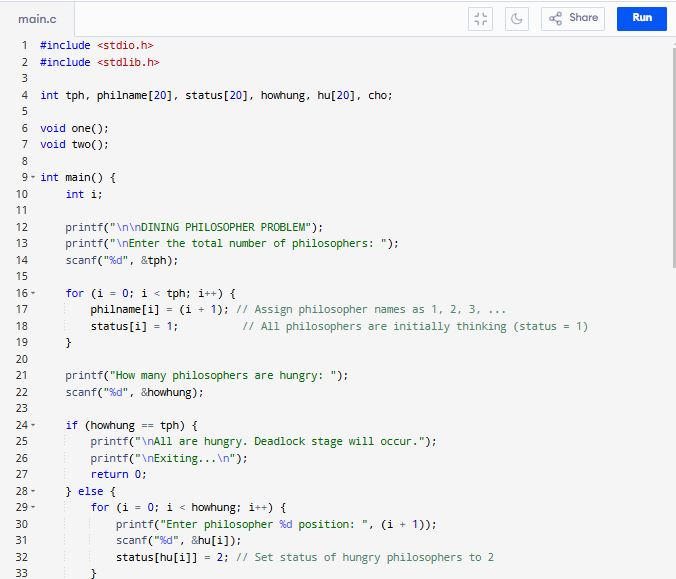 main.c
Share
Run
1 #include <stdio.h>
2 #include <stdlib.h>
3
4 int tph, philname[20], status[20], howhung, hu[20], cho;
5
6 void one();
7 void two();
8
9 int main() {
10     int i;
11
12     printf("\n\nDINING PHILOSOPHER PROBLEM");
13     printf("\nEnter the total number of philosophers: ");
14     scanf("%d", &tph);
15
16     for (i = 0; i < tph; i++) {
17         philname[i] = (i + 1); // Assign philosopher names as 1, 2, 3, ...
18         status[i] = 1;          // All philosophers are initially thinking (status = 1)
19     }
20
21     printf("How many philosophers are hungry: ");
22     scanf("%d", &howhung);
23
24     if (howhung == tph) {
25         printf("\nAll are hungry. Deadlock stage will occur.");
26         printf("\nExiting...\n");
27         return 0;
28     } else {
29         for (i = 0; i < howhung; i++) {
30             printf("Enter philosopher %d position: ", (i + 1));
31             scanf("%d", &hu[i]);
32             status[hu[i]] = 2; // Set status of hungry philosophers to 2
33         }